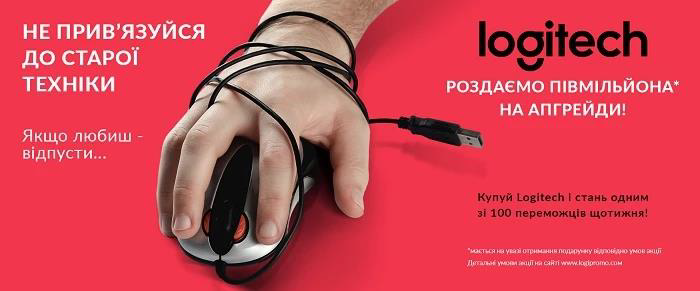 НЕ ПРИВ’ЯЗУЙСЯ
ДО СТАРОЇ
ТЕХНІКИ
Якщо любиш -
відпусти...
logitech
РОЗДАЄМО ПІВМІЛЬЙОНА*
НА АПГРЕЙДИ!
Купуй Logitech і стань одним
зі 100 переможців щотижня!
*мається на увазі отримання подарунку відповідно умов акції
Детальні умови акції на сайті www.logipromo.com